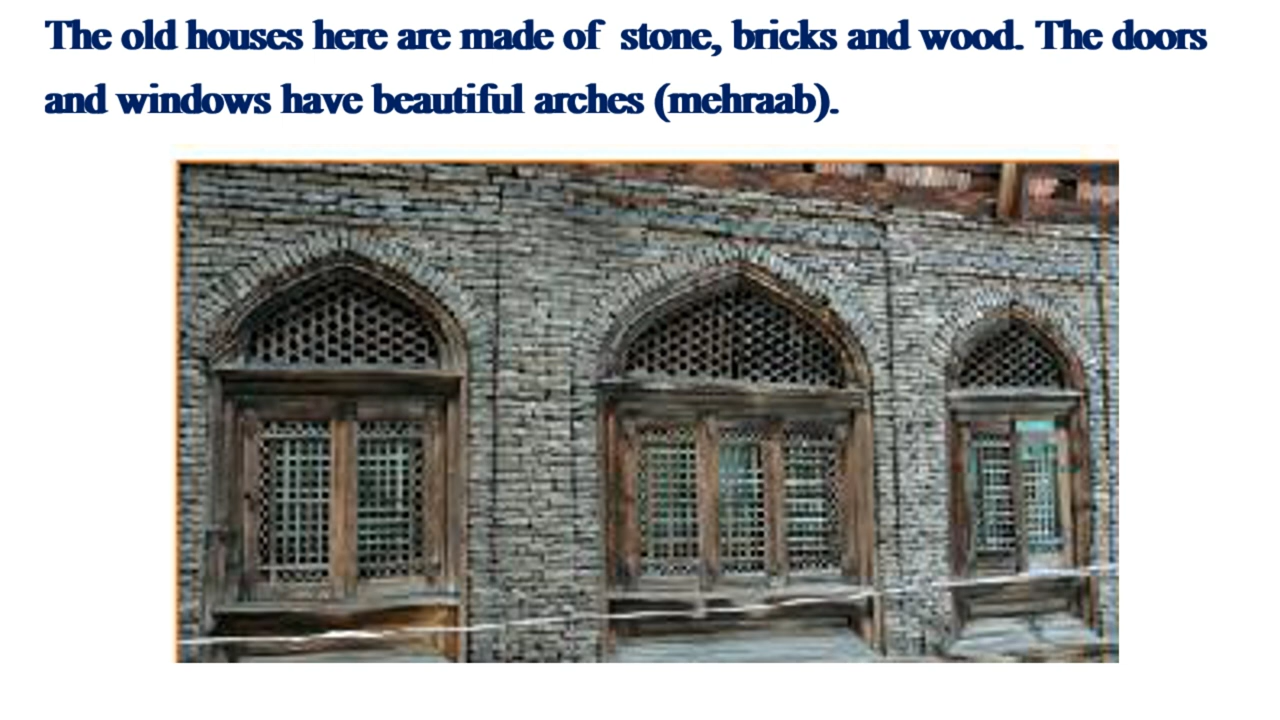 The old houses here are made of stone, bricks and wood. The doors
and windows have beautiful arches (mehraab).